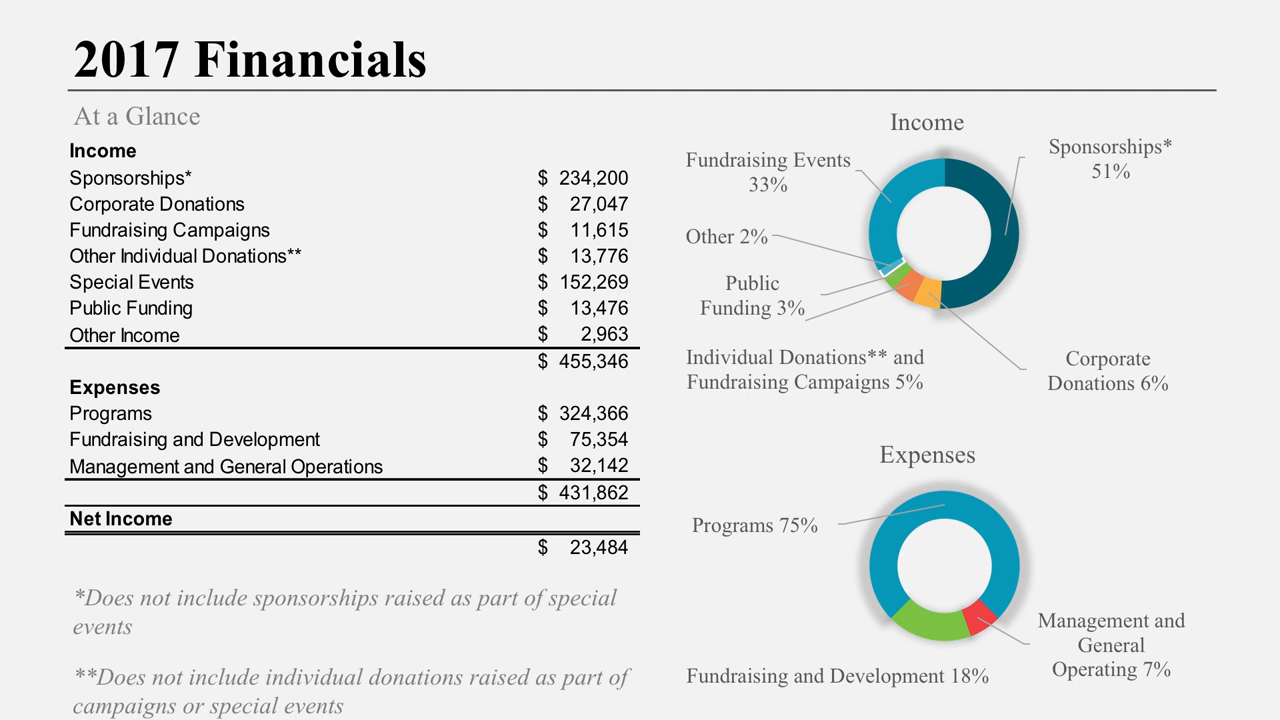 2017 Financials
At a Glance
Income
Sponsorships* $ 234,200
Corporate Donations $ 27,047
Fundraising Campaigns $ 11,615
Other Individual Donations** $ 13,776
Special Events $ 152,269
Public Funding $ 13,476
Other Income $ 2,963
$ 455,346
Expenses
Programs $ 324,366
Fundraising and Development $ 75,354
Management and General Operations $ 32,142
$ 431,862
Net Income
$ 23,484
*Does not include sponsorships raised as part of special
events
**Does not include individual donations raised as part of
campaigns or special events
Income
Fundraising Events
33%
Sponsorships*
51%
Other 2%
Public
Funding 3%
Individual Donations** and
Fundraising Campaigns 5%
Corporate
Donations 6%
Expenses
Programs 75%
Management and
General
Operating 7%
Fundraising and Development 18%